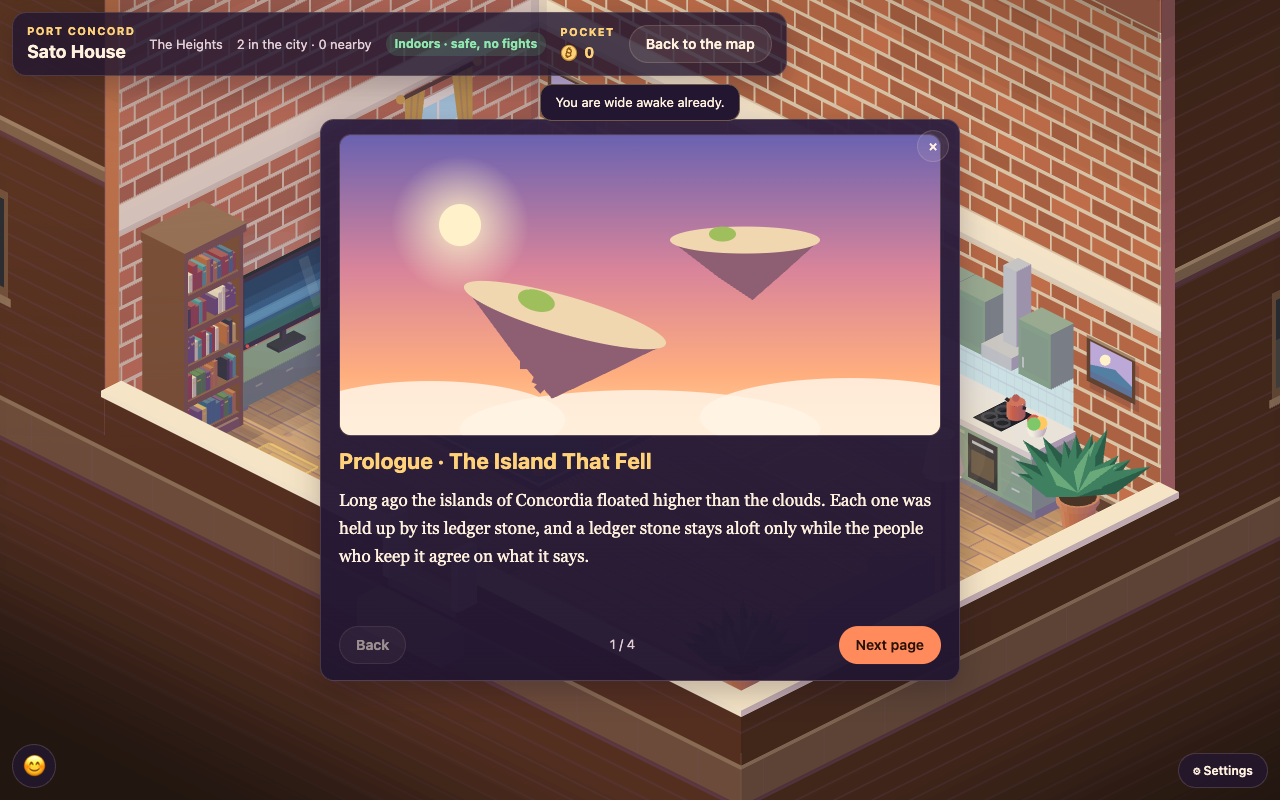 PORT CONCORD
Sato House
The Heights
2 in the city · 0 nearby
Indoors · safe, no fights
POCKET
0
Back to the map
You are wide awake already.
×
Prologue · The Island That Fell
Long ago the islands of Concordia floated higher than the clouds. Each one was
held up by its ledger stone, and a ledger stone stays aloft only while the people
who keep it agree on what it says.
Back
1 / 4
Next page
Settings